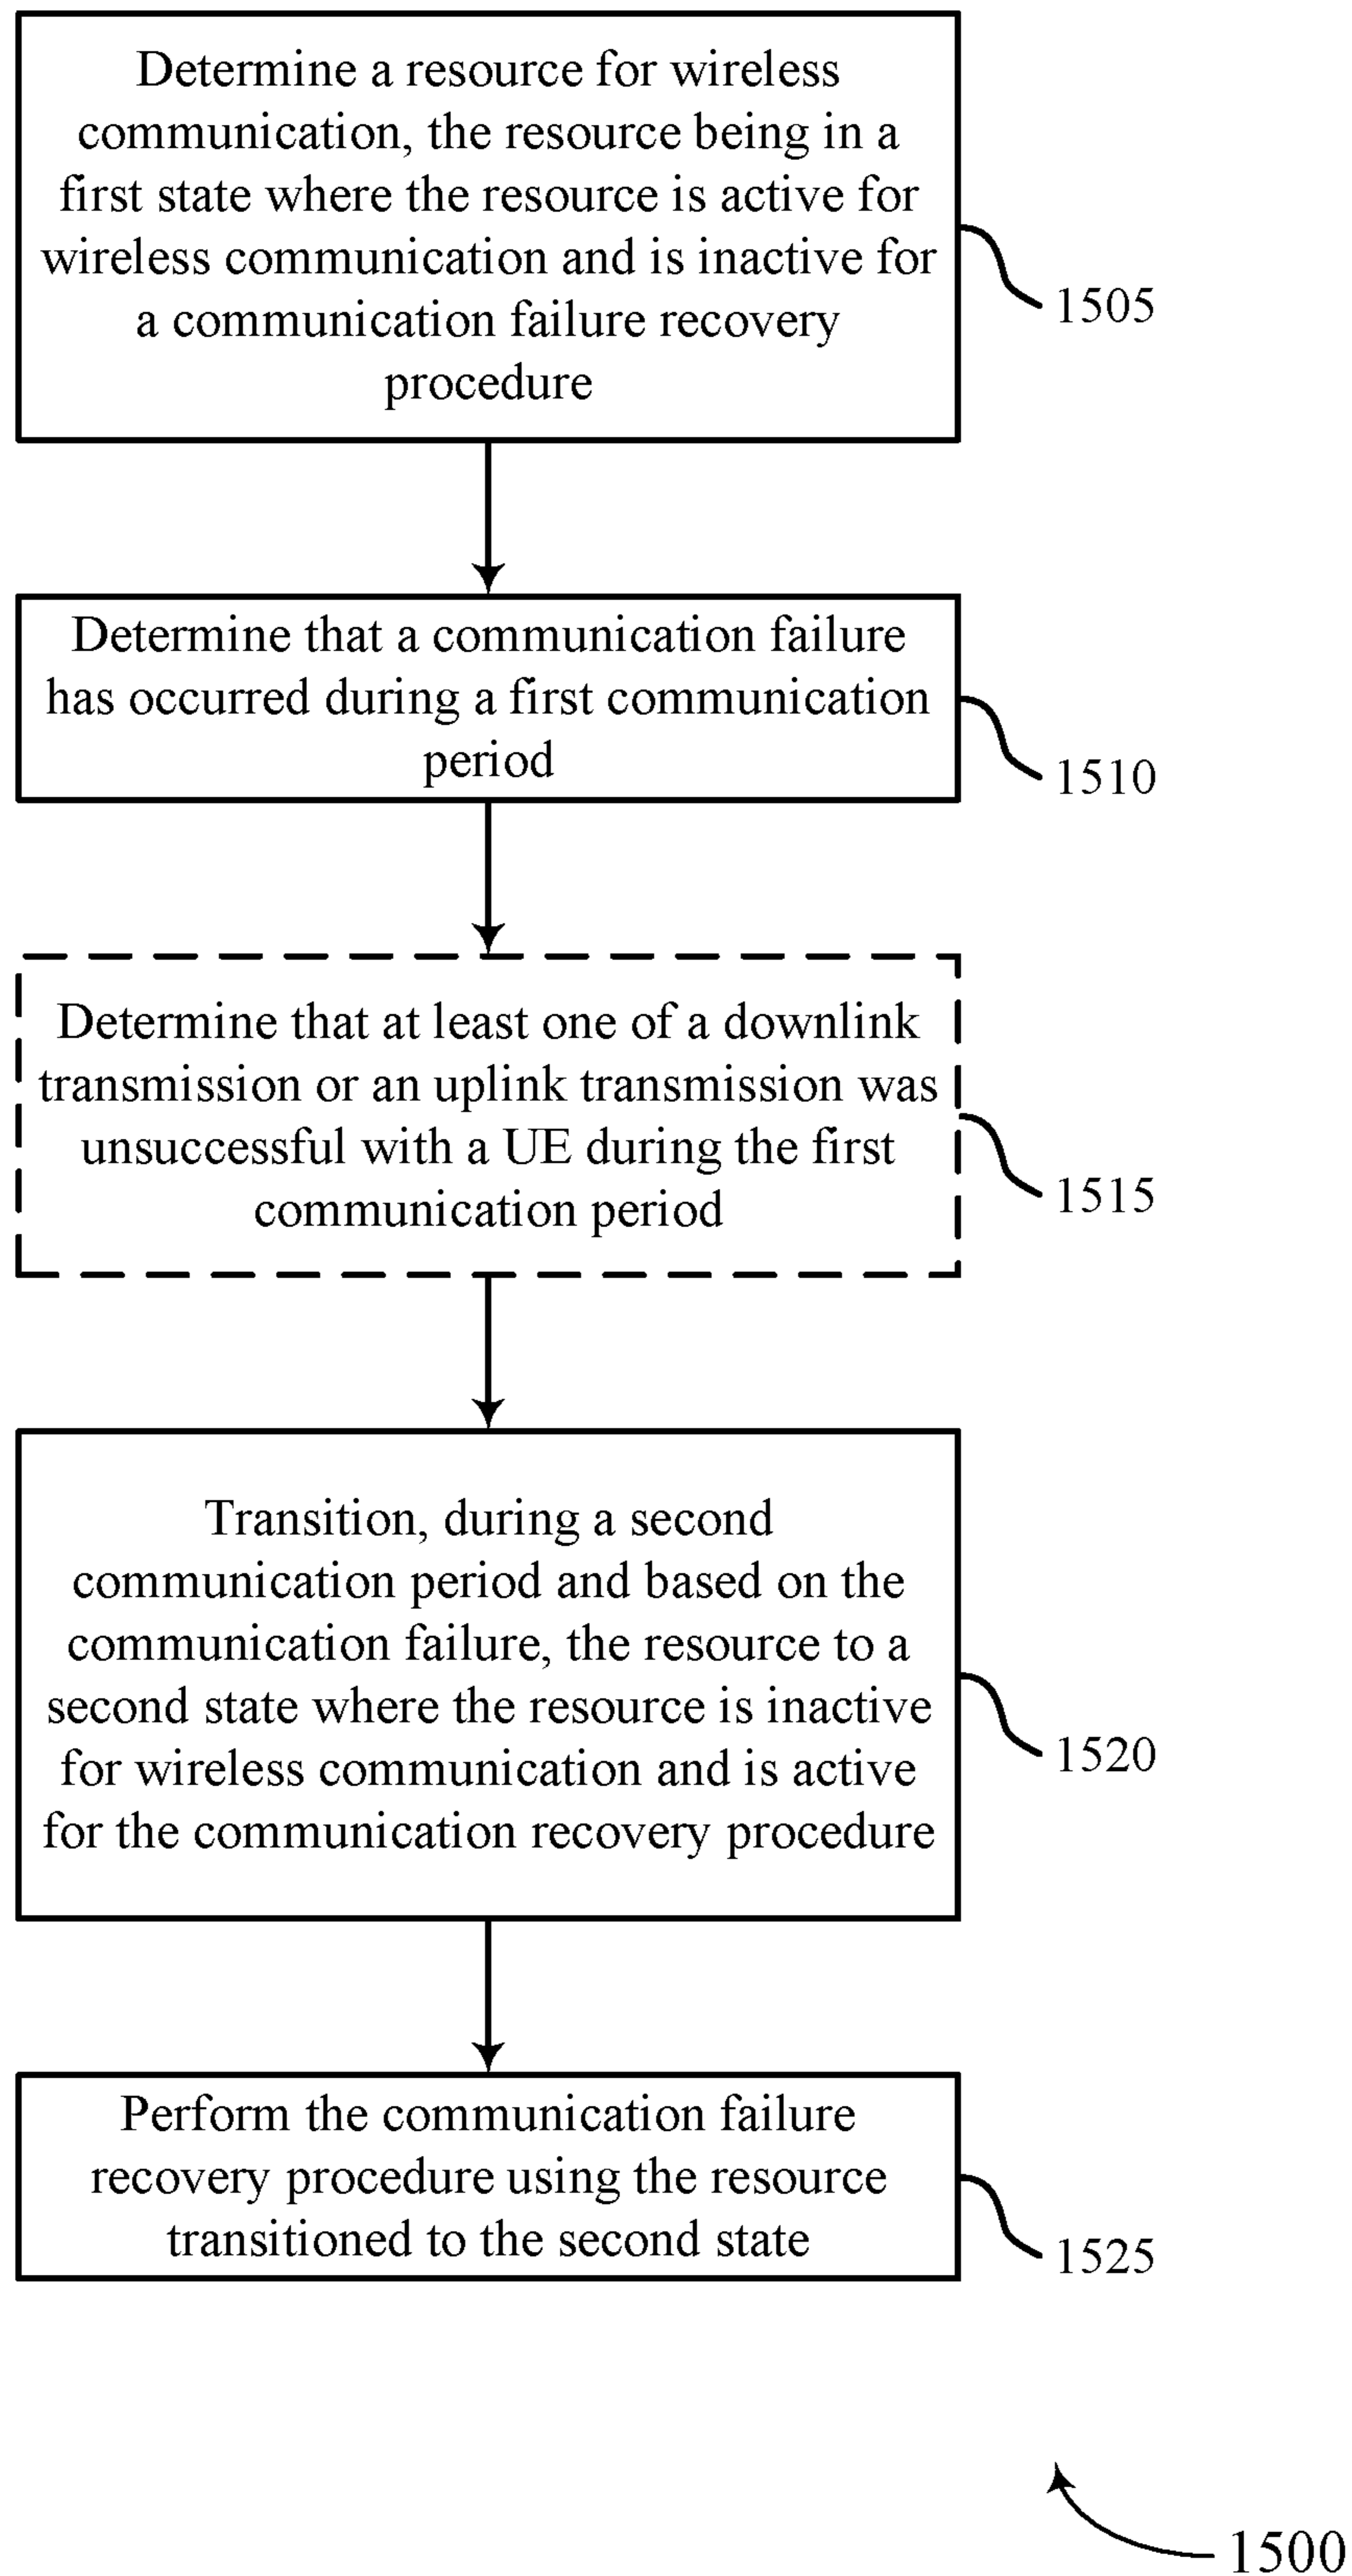 Determine a resource for wireless
communication, the resource being in a
first state where the resource is active for
wireless communication and is inactive for
a communication failure recovery
procedure
1505
Determine that a communication failure
has occurred during a first communication
period
1510
Determine that at least one of a downlink
transmission or an uplink transmission was
unsuccessful with a UE during the first
communication period
1515
Transition, during a second
communication period and based on the
communication failure, the resource to a
second state where the resource is inactive
for wireless communication and is active
for the communication recovery procedure
1520
Perform the communication failure
recovery procedure using the resource
transitioned to the second state
1525
1500